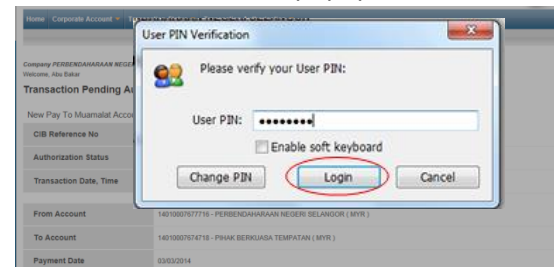 Home Corporate Account
User PIN Verification
Company PERBENDAHARAAN NEGE
Welcome, Abu Bakar
Please verify your User PIN:
Transaction Pending Au
New Pay To Muamalat Accou
User PIN: ●●●●●●●●
CIB Reference No
Enable soft keyboard
Authorization Status
Change PIN Login Cancel
Transaction Date, Time
From Account 14010007677716 - PERBENDAHARAAN NEGERI SELANGOR ( MYR )
To Account 14010007674718 - PIHAK BERKUASA TEMPATAN ( MYR )
Payment Date 03/03/2014